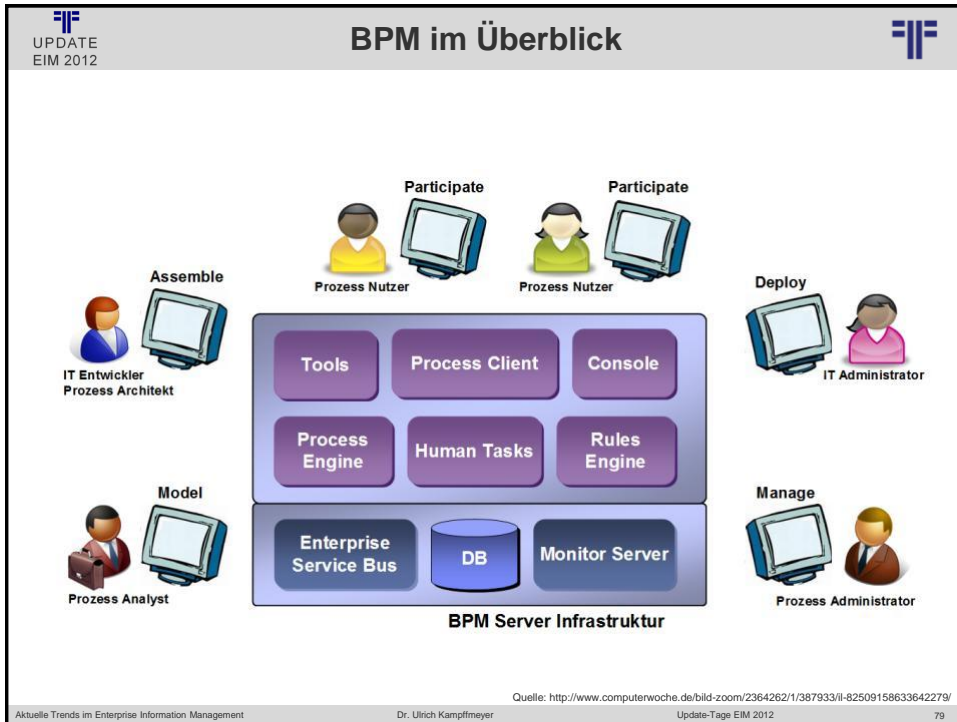 UPDATE
EIM 2012
BPM im Überblick
Participate
Participate
Prozess Nutzer
Prozess Nutzer
Assemble
Deploy
IT Entwickler
Prozess Architekt
IT Administrator
Tools
Process Client
Console
Process
Engine
Human Tasks
Rules
Engine
Model
Manage
Enterprise
Service Bus
DB
Monitor Server
Prozess Analyst
Prozess Administrator
BPM Server Infrastruktur
Quelle: http://www.computerwoche.de/bild-zoom/2364262/1/387933/il-82509158633642279/
Aktuelle Trends im Enterprise Information Management
Dr. Ulrich Kampffmeyer
Update-Tage EIM 2012
79